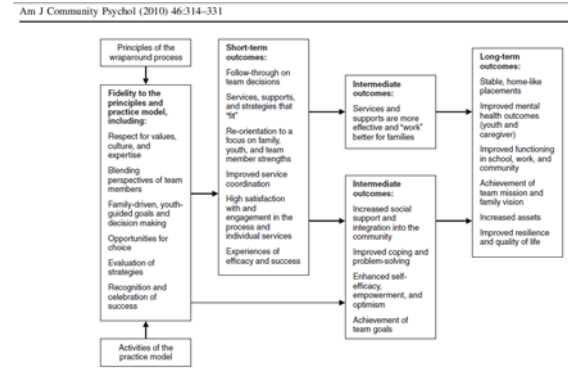 Am J Community Psychol (2010) 46:314–331
Principles of the
wraparound process
Fidelity to the
principles and
practice model,
including:
Respect for values,
culture, and
expertise
Blending
perspectives of team
members
Family-driven, youth-
guided goals and
decision making
Opportunities for
choice
Evaluation of
strategies
Recognition and
celebration of
success
Activities of the
practice model
Short-term
outcomes:
Follow-through on
team decisions
Services, supports,
and strategies that
"fit"
Re-orientation to a
focus on family,
youth, and team
member strengths
Improved service
coordination
High satisfaction
with and
engagement in the
process and
individual services
Experiences of
efficacy and success
Intermediate
outcomes:
Services and
supports are more
effective and "work"
better for families
Intermediate
outcomes:
Increased social
support and
integration into the
community
Improved coping and
problem-solving
Enhanced self-
efficacy,
empowerment, and
optimism
Achievement of
team goals
Long-term
outcomes:
Stable, home-like
placements
Improved mental
health outcomes
(youth and
caregiver)
Improved functioning
in school, work, and
community
Achievement of
team mission and
family vision
Increased assets
Improved resilience
and quality of life